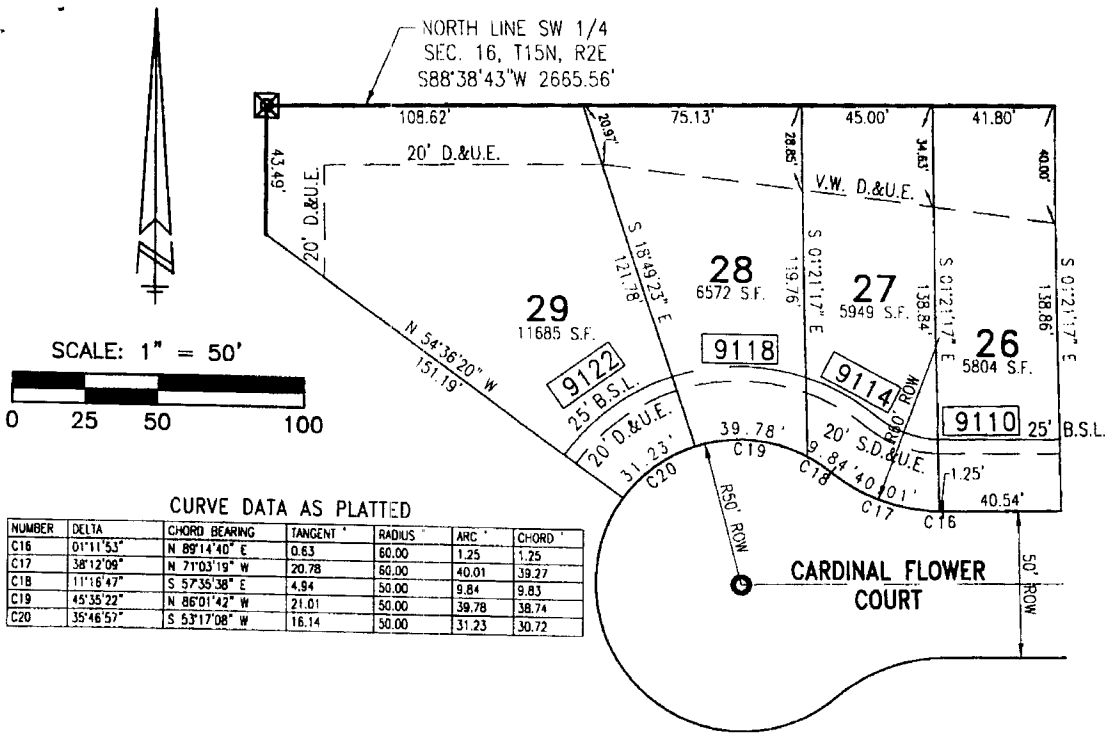 NORTH LINE SW 1/4
SEC. 16, T15N, R2E
S88°38'43"W 2665.56'
108.62'
75.13'
45.00'
41.80'
43.49'
20.97'
28.85'
34.63'
40.00'
20' D.&U.E.
20' D.&U.E.
V.W. D.&U.E.
S 18°49'23" E
121.78'
S 01°21'17" E
119.76'
S 01°21'17" E
138.84'
S 01°21'17" E
138.86'
28
6572 S.F.
27
5949 S.F.
29
11685 S.F.
26
5804 S.F.
N 54°36'20" W
151.19'
SCALE: 1" = 50'
0 25 50 100
9122
9118
9114
9110
25' B.S.L.
25' B.S.L.
20' D.&U.E.
20' S.D.&U.E.
R60' ROW
31.23'
C20
39.78'
C19
9.84'
C18
40.01'
C17
C16
1.25'
40.54'
R50' ROW
50' ROW
CARDINAL FLOWER
COURT
CURVE DATA AS PLATTED
NUMBER DELTA CHORD BEARING TANGENT ' RADIUS ' ARC ' CHORD '
C16 01°11'53" N 89°14'40" E 0.63 60.00 1.25 1.25
C17 38°12'09" N 71°03'19" W 20.78 60.00 40.01 39.27
C18 11°16'47" S 57°35'38" E 4.94 50.00 9.84 9.83
C19 45°35'22" N 86°01'42" W 21.01 50.00 39.78 38.74
C20 35°46'57" S 53°17'08" W 16.14 50.00 31.23 30.72